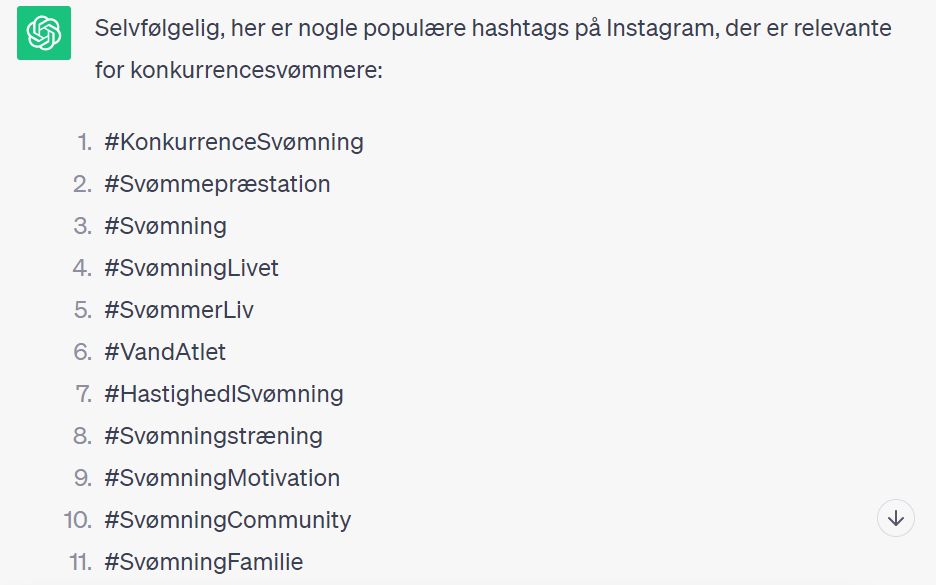 Selvfølgelig, her er nogle populære hashtags på Instagram, der er relevante
for konkurrencesvømmere:
1. #KonkurrenceSvømning
2. #Svømmepræstation
3. #Svømning
4. #SvømningLivet
5. #SvømmerLiv
6. #VandAtlet
7. #HastighedISvømning
8. #Svømningstræning
9. #SvømningMotivation
10. #SvømningCommunity
11. #SvømningFamilie